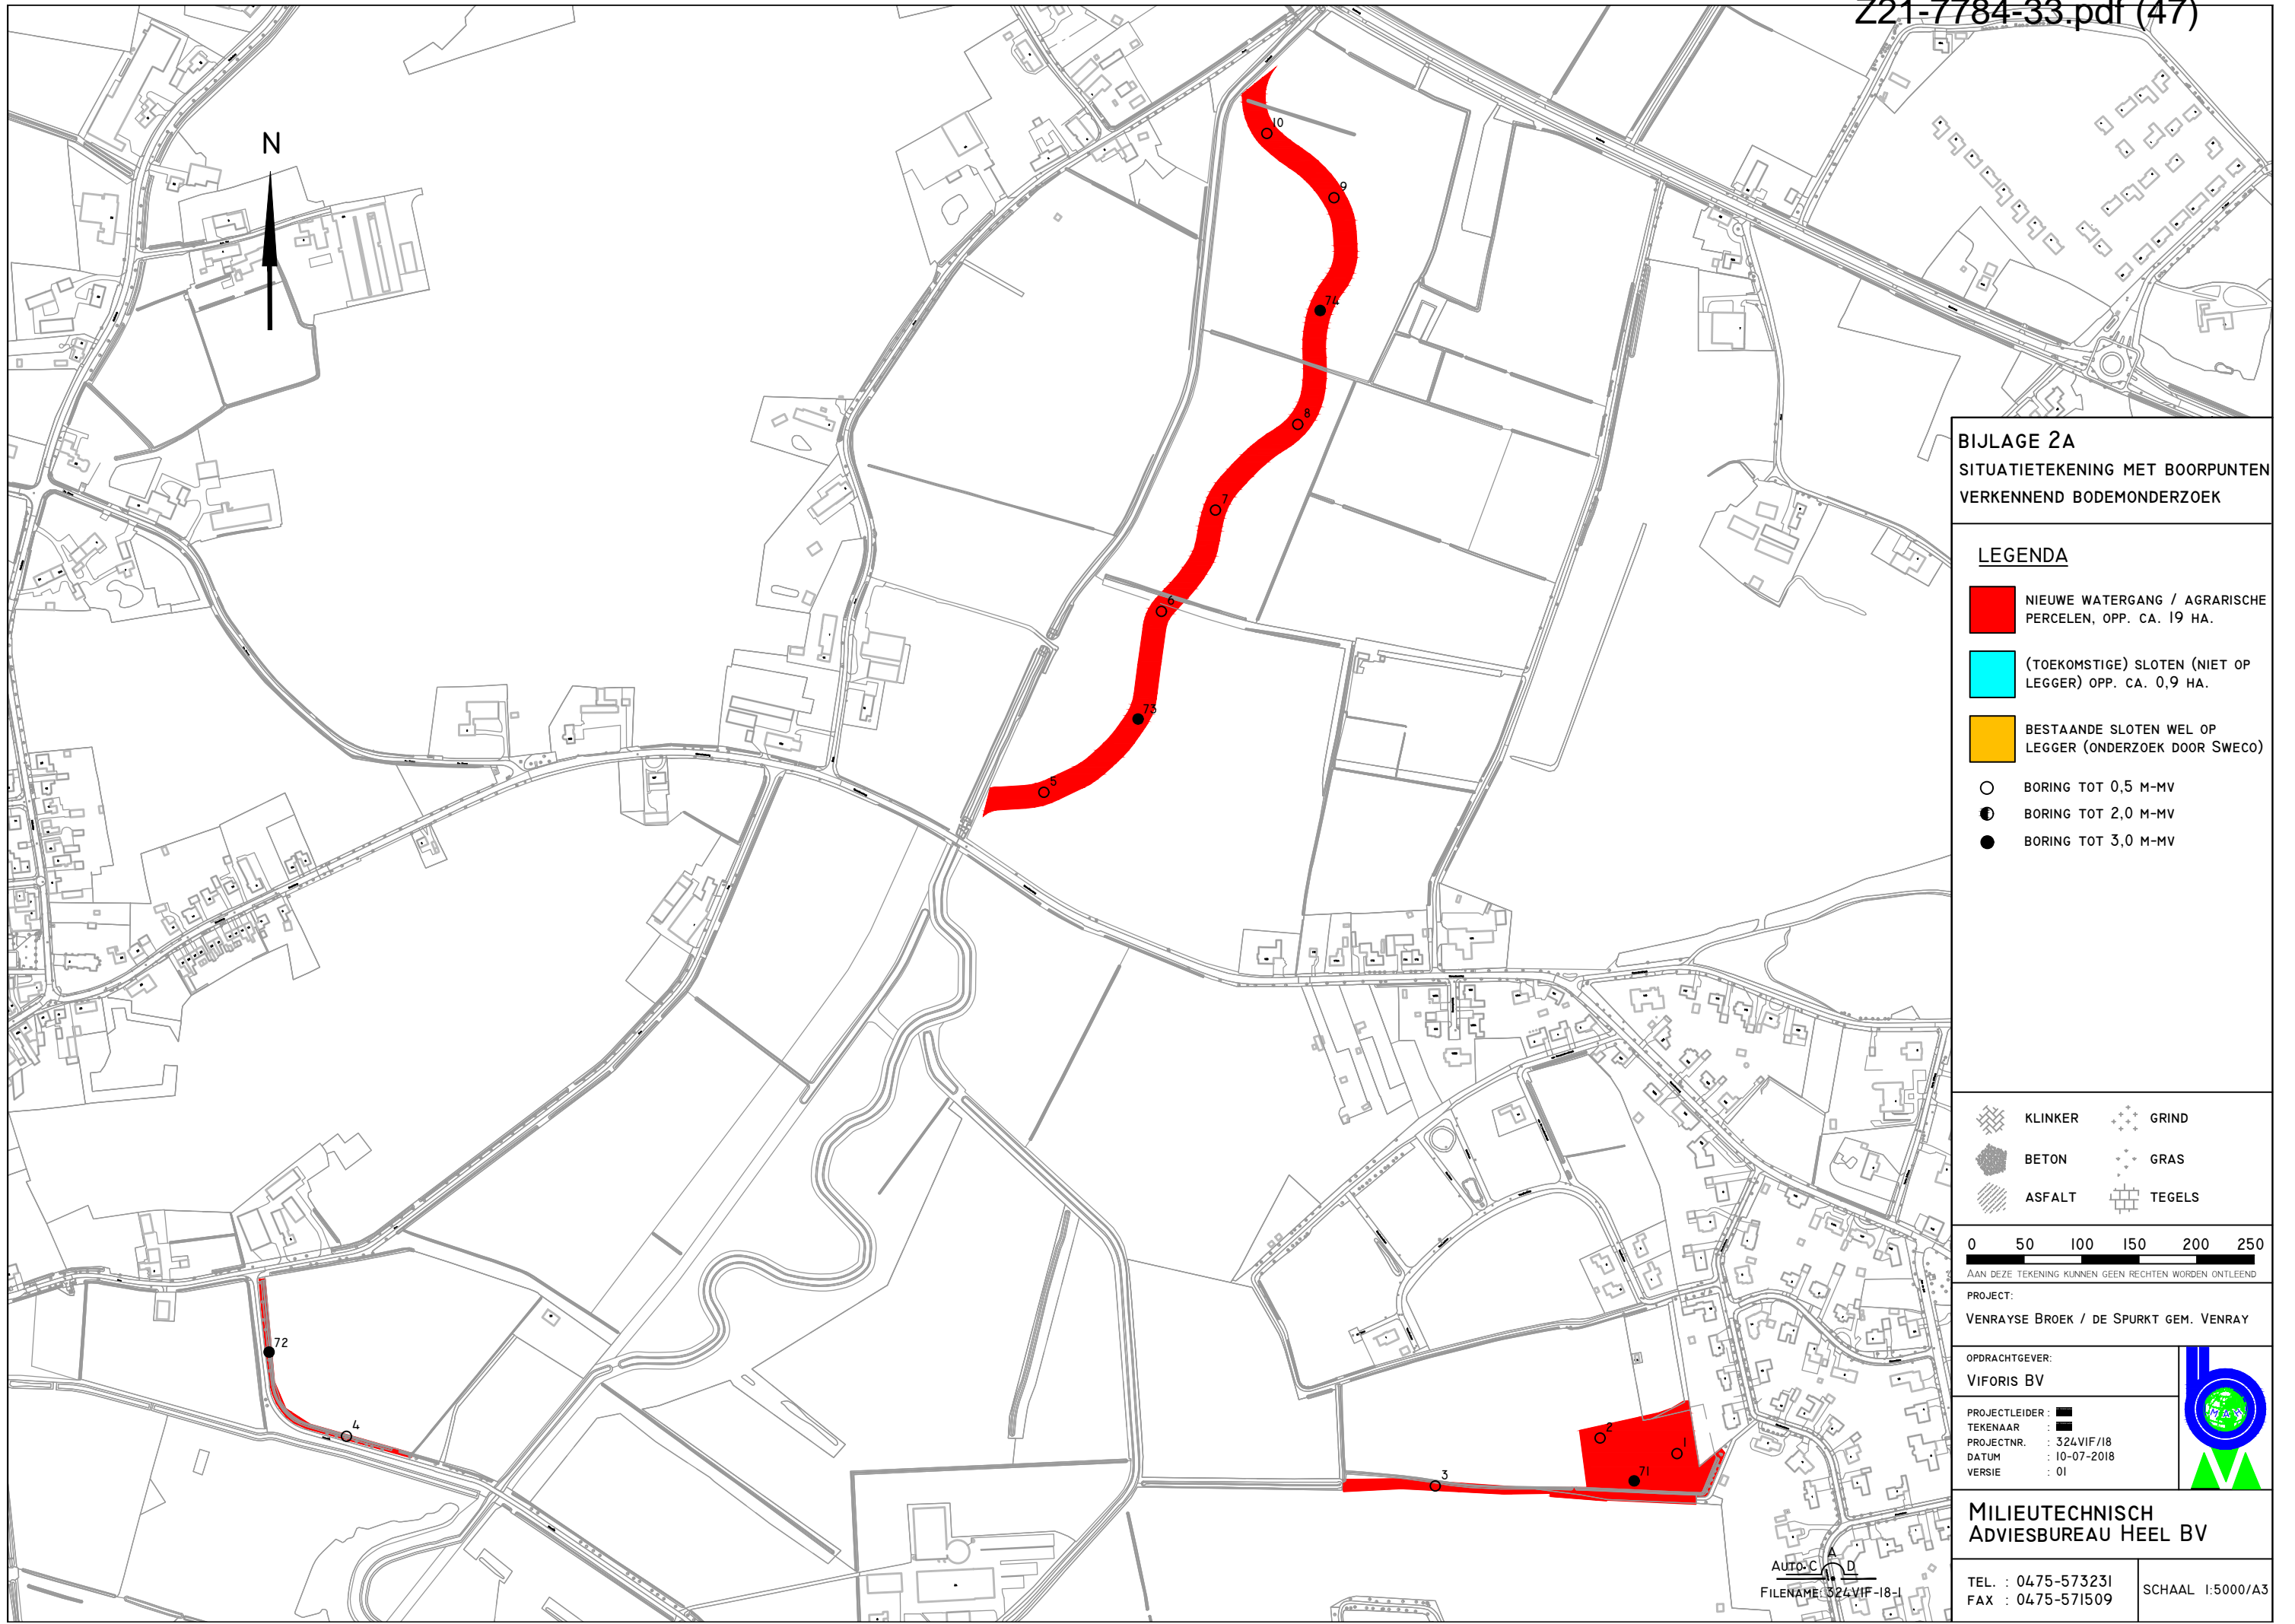 Z21-7784-33.pdf (47)
N
10
9
74
8
7
6
73
5
72
4
3
2
1
71
BIJLAGE 2A
SITUATIETEKENING MET BOORPUNTEN
VERKENNEND BODEMONDERZOEK
LEGENDA
NIEUWE WATERGANG / AGRARISCHE
PERCELEN, OPP. CA. 19 HA.
(TOEKOMSTIGE) SLOTEN (NIET OP
LEGGER) OPP. CA. 0,9 HA.
BESTAANDE SLOTEN WEL OP
LEGGER (ONDERZOEK DOOR SWECO)
BORING TOT 0,5 M-MV
BORING TOT 2,0 M-MV
BORING TOT 3,0 M-MV
KLINKER GRIND
BETON GRAS
ASFALT TEGELS
0 50 100 150 200 250
AAN DEZE TEKENING KUNNEN GEEN RECHTEN WORDEN ONTLEEND
PROJECT:
VENRAYSE BROEK / DE SPURKT GEM. VENRAY
OPDRACHTGEVER:
VIFORIS BV
PROJECTLEIDER :
TEKENAAR :
PROJECTNR. : 324VIF/18
DATUM : 10-07-2018
VERSIE : 01
MAH
MILIEUTECHNISCH
ADVIESBUREAU HEEL BV
TEL. : 0475-573231
FAX : 0475-571509
SCHAAL 1:5000/A3
AUTO-C A D
FILENAME: 324VIF-18-1